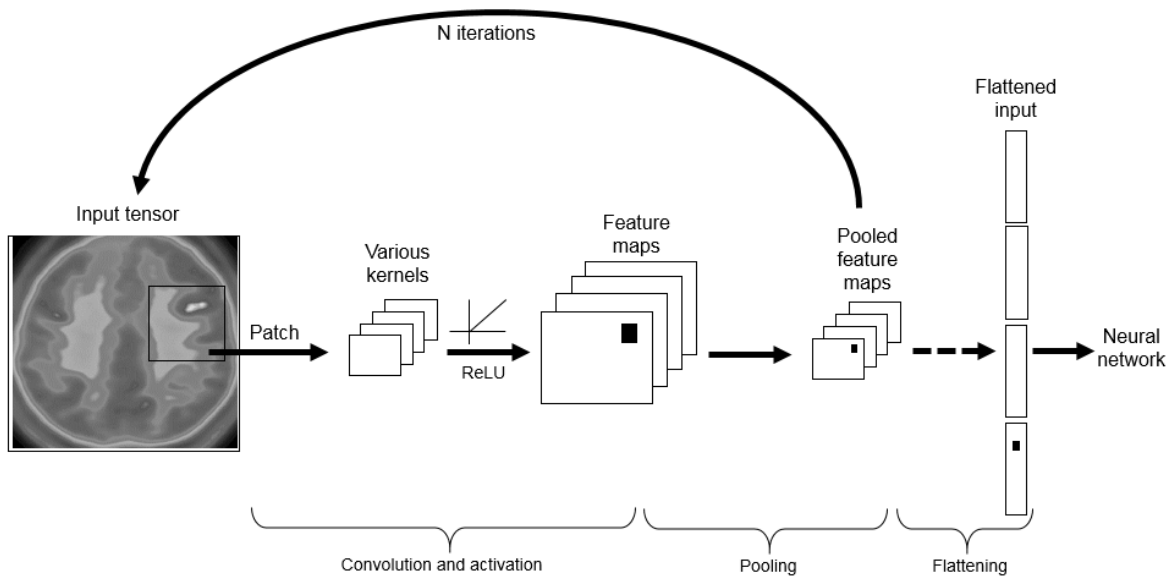 N iterations
Flattened
input
Input tensor
Various
kernels
Feature
maps
Pooled
feature
maps
Patch
ReLU
Neural
network
Convolution and activation
Pooling
Flattening